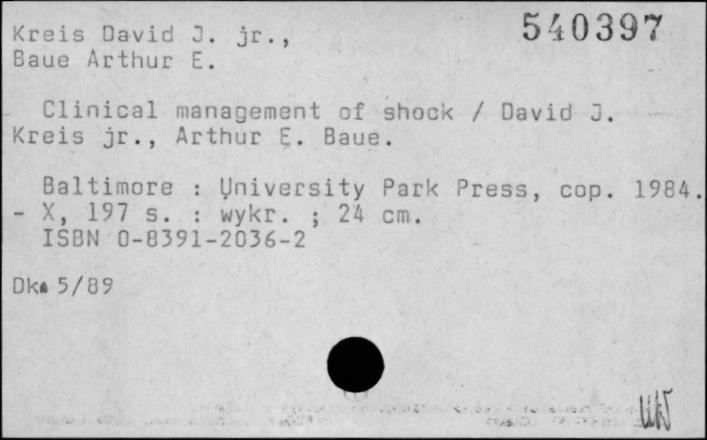 540397
Kreis David J. jr.,
Baue Arthur E.
Clinical management of shock / David J.
Kreis jr., Arthur E. Baue.
Baltimore : University Park Press, cop. 1984.
- X, 197 s. : wykr. ; 24 cm.
ISBN 0-8391-2036-2
Dka 5/89